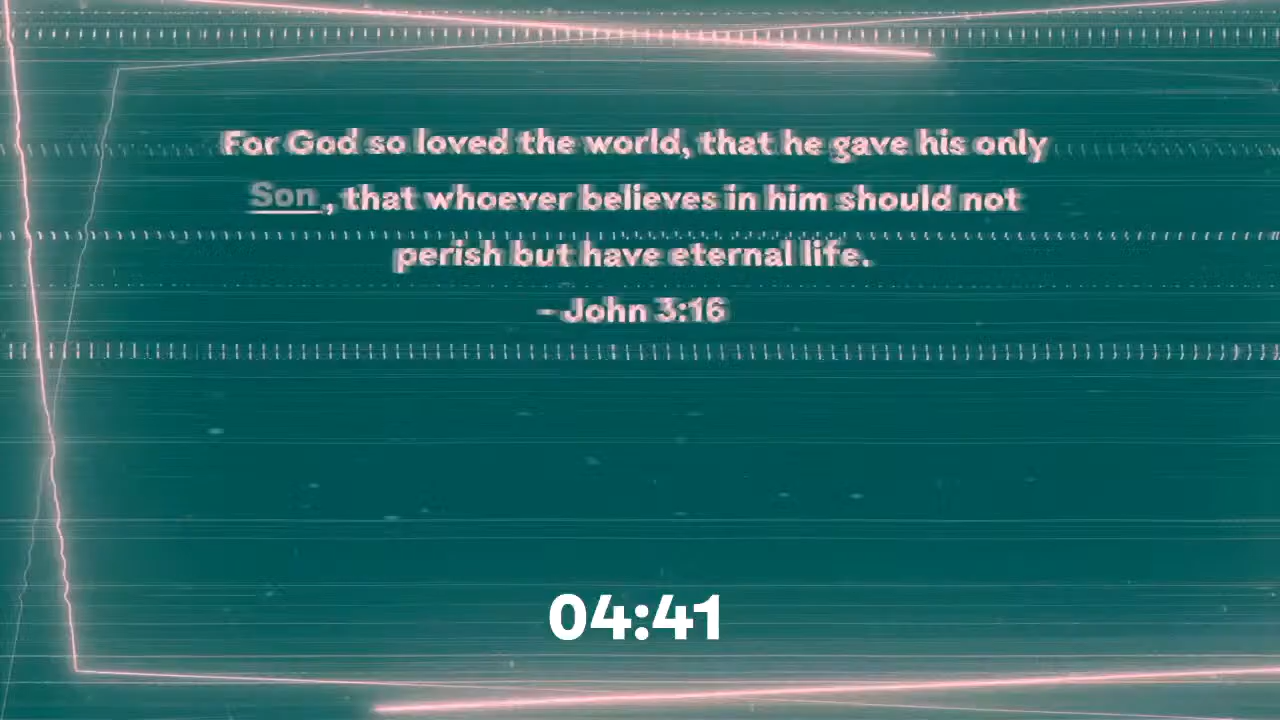 For God so loved the world, that he gave his only
Son, that whoever believes in him should not
perish but have eternal life.
- John 3:16
04:41